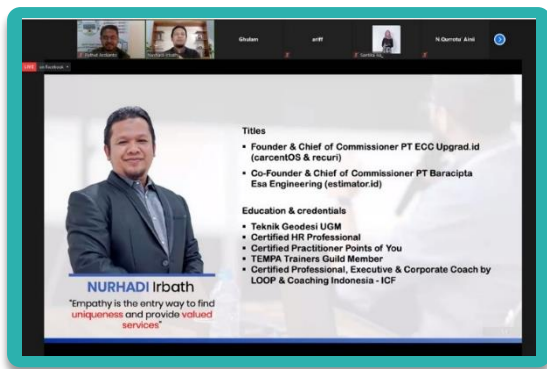 Gholam
ariff
N Qurrota' Aini
LIVE
Titles
▪ Founder & Chief of Commissioner PT ECC Upgrad.id
(carcentOS & recuri)
▪ Co-Founder & Chief of Commissioner PT Baracipta
Esa Engineering (estimator.id)
Education & credentials
▪ Teknik Geodesi UGM
▪ Certified HR Professional
▪ Certified Practitioner Points of You
▪ TEMPA Trainers Guild Member
▪ Certified Professional, Executive & Corporate Coach by
LOOP & Coaching Indonesia - ICF
NURHADI Irbath
"Empathy is the entry way to find
uniqueness and provide valued
services"